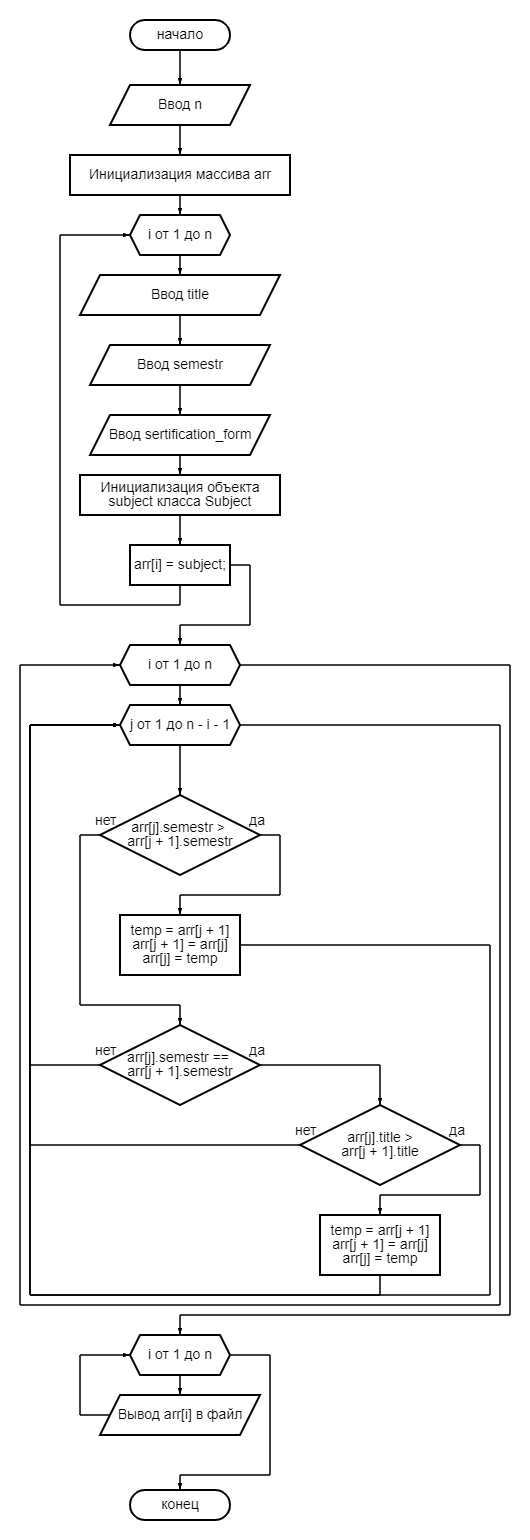 начало
Ввод n
Инициализация массива arr
i от 1 до n
Ввод title
Ввод semestr
Ввод sertification_form
Инициализация объекта
subject класса Subject
arr[i] = subject;
i от 1 до n
j от 1 до n - i - 1
нет
arr[j].semestr >
arr[j + 1].semestr
да
temp = arr[j + 1]
arr[j + 1] = arr[j]
arr[j] = temp
нет
arr[j].semestr ==
arr[j + 1].semestr
да
нет
arr[j].title >
arr[j + 1].title
да
temp = arr[j + 1]
arr[j + 1] = arr[j]
arr[j] = temp
i от 1 до n
Вывод arr[i] в файл
конец